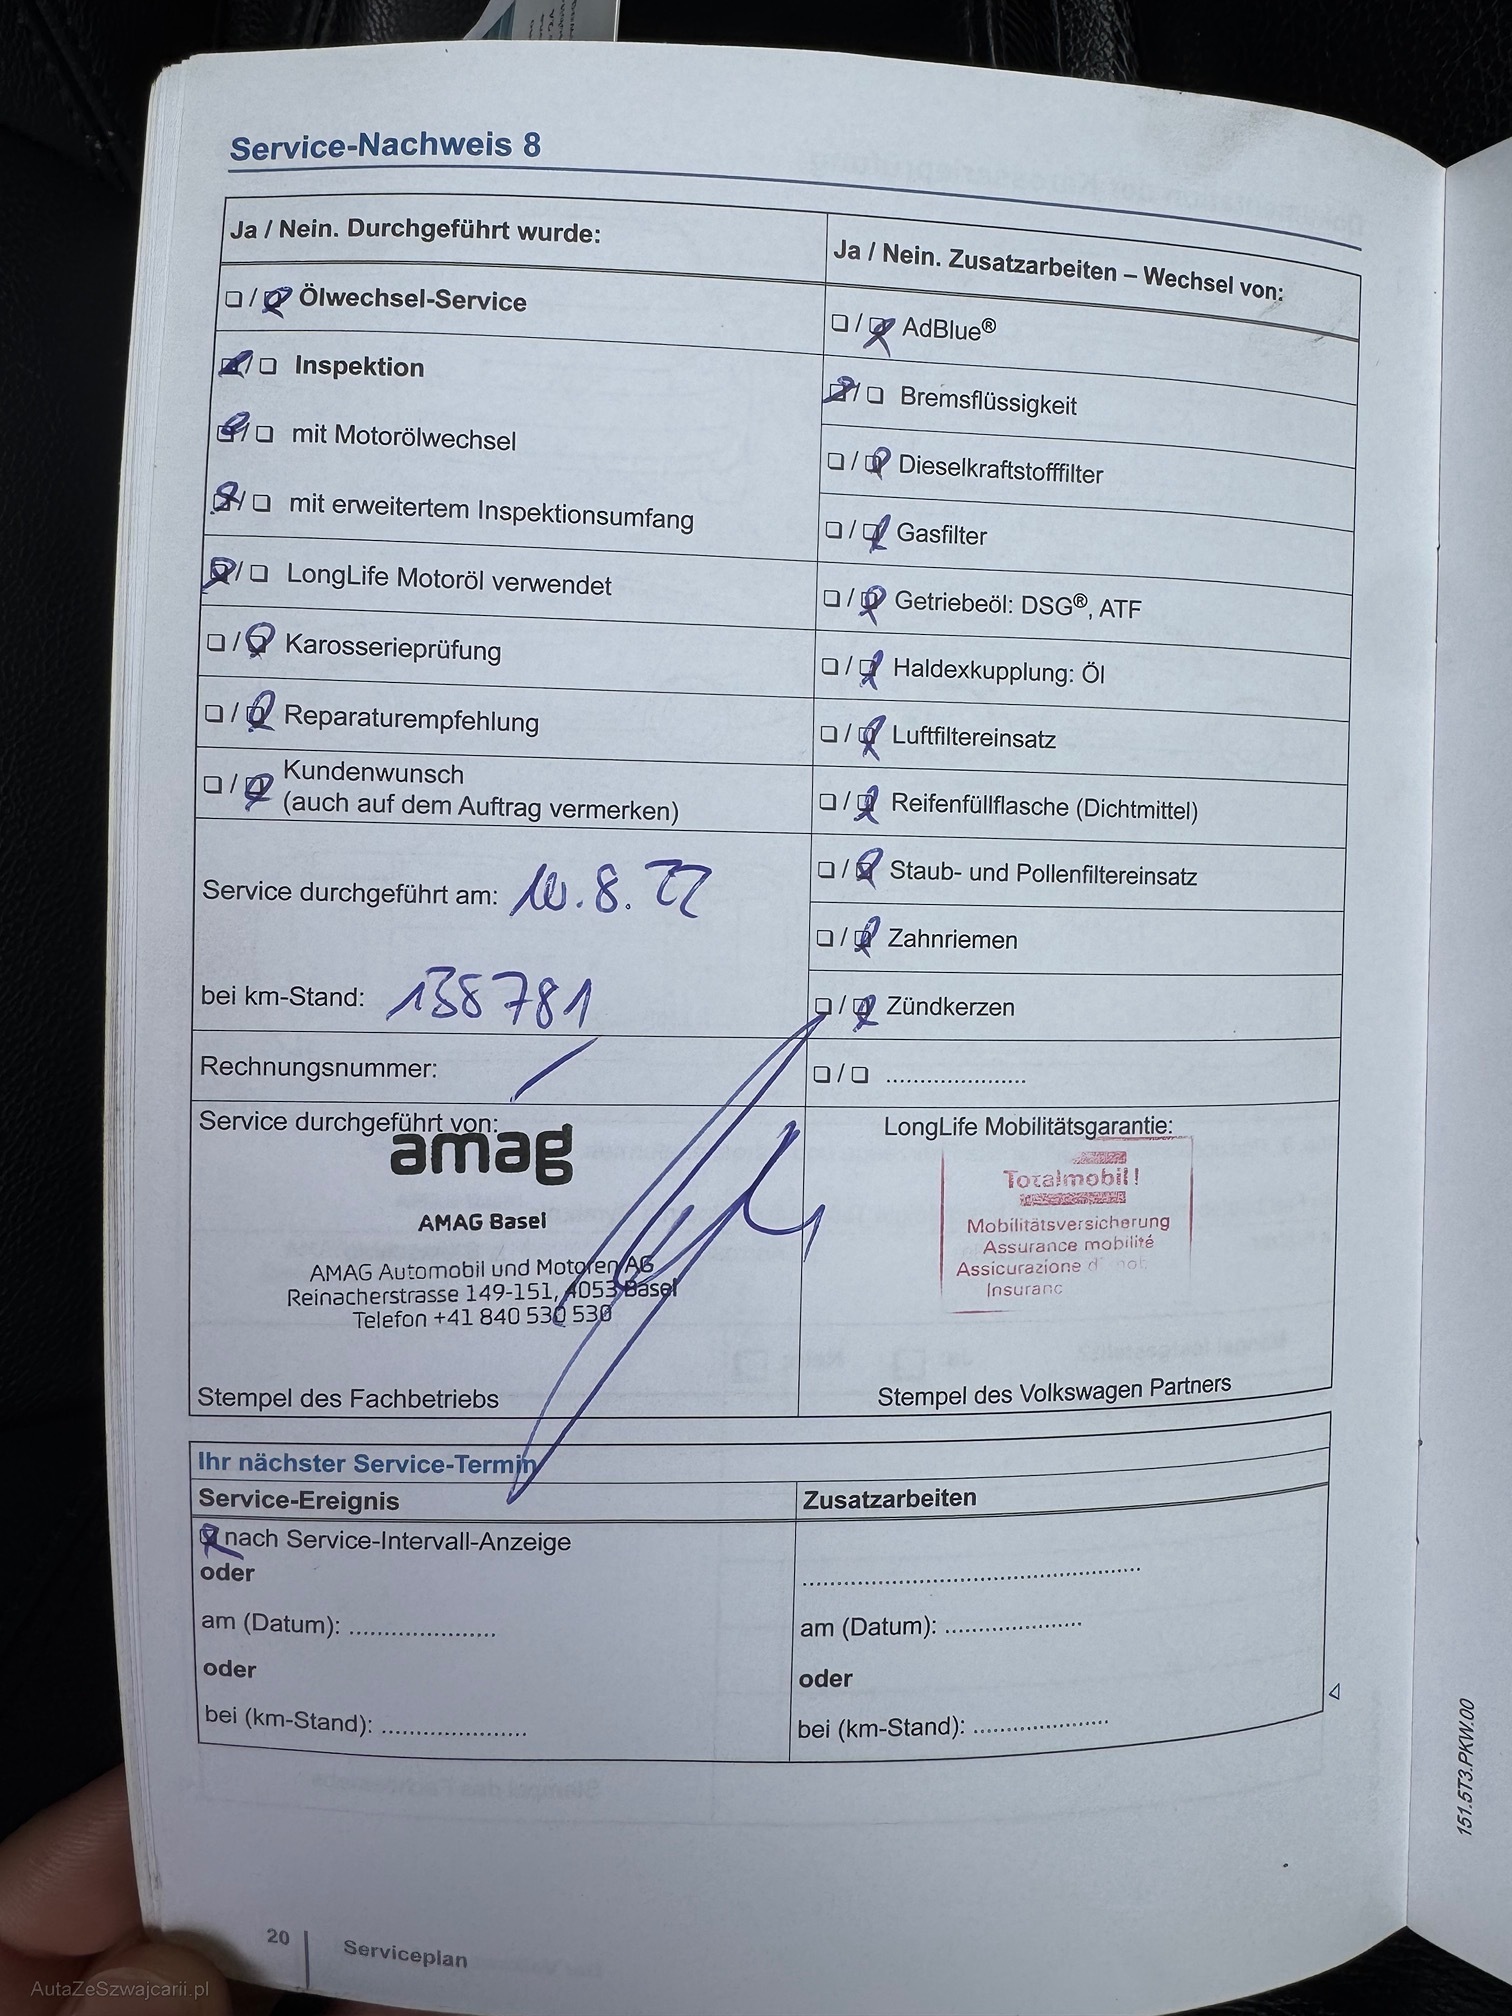 Service-Nachweis 8
Ja / Nein. Durchgeführt wurde:
❏ / ❏ Ölwechsel-Service
❏ / ❏ Inspektion
❏ / ❏ mit Motorölwechsel
❏ / ❏ mit erweitertem Inspektionsumfang
❏ / ❏ LongLife Motoröl verwendet
❏ / ❏ Karosserieprüfung
❏ / ❏ Reparaturempfehlung
❏ / ❏ Kundenwunsch
(auch auf dem Auftrag vermerken)
Service durchgeführt am: 10.8.22
bei km-Stand: 138781
Rechnungsnummer: /
Service durchgeführt von:
amag
AMAG Basel
AMAG Automobil und Motoren AG
Reinacherstrasse 149-151, 4053 Basel
Telefon +41 840 530 530
Stempel des Fachbetriebs
Ja / Nein. Zusatzarbeiten – Wechsel von:
❏ / ❏ AdBlue®
❏ / ❏ Bremsflüssigkeit
❏ / ❏ Dieselkraftstofffilter
❏ / ❏ Gasfilter
❏ / ❏ Getriebeöl: DSG®, ATF
❏ / ❏ Haldexkupplung: Öl
❏ / ❏ Luftfiltereinsatz
❏ / ❏ Reifenfüllflasche (Dichtmittel)
❏ / ❏ Staub- und Pollenfiltereinsatz
❏ / ❏ Zahnriemen
❏ / ❏ Zündkerzen
❏ / ❏ ....................
LongLife Mobilitätsgarantie:
Totalmobil!
Mobilitätsversicherung
Assurance mobilité
Assicurazione
Stempel des Volkswagen Partners
Ihr nächster Service-Termin
Service-Ereignis
❏ nach Service-Intervall-Anzeige
oder
am (Datum): .....................
oder
bei (km-Stand): .....................
Zusatzarbeiten
................................................
am (Datum): ....................
oder
bei (km-Stand): ....................
151.5T3.PKW.00
20
Serviceplan
AutaZeSzwajcarii.pl